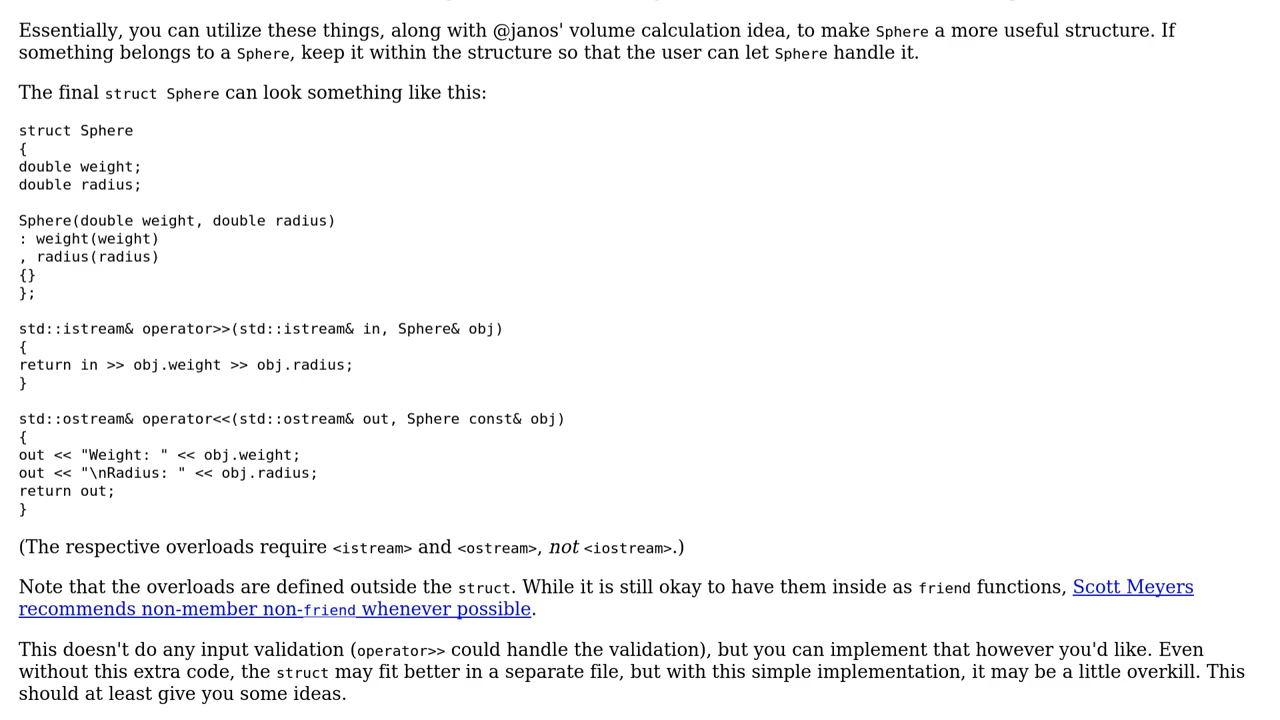 Essentially, you can utilize these things, along with @janos' volume calculation idea, to make Sphere a more useful structure. If
something belongs to a Sphere, keep it within the structure so that the user can let Sphere handle it.
The final struct Sphere can look something like this:
struct Sphere
{
double weight;
double radius;
Sphere(double weight, double radius)
: weight(weight)
, radius(radius)
{}
};
std::istream& operator>>(std::istream& in, Sphere& obj)
{
return in >> obj.weight >> obj.radius;
}
std::ostream& operator<<(std::ostream& out, Sphere const& obj)
{
out << "Weight: " << obj.weight;
out << "\nRadius: " << obj.radius;
return out;
}
(The respective overloads require <istream> and <ostream>, not <iostream>.)
Note that the overloads are defined outside the struct. While it is still okay to have them inside as friend functions, Scott Meyers
recommends non-member non-friend whenever possible.
This doesn't do any input validation (operator>> could handle the validation), but you can implement that however you'd like. Even
without this extra code, the struct may fit better in a separate file, but with this simple implementation, it may be a little overkill. This
should at least give you some ideas.